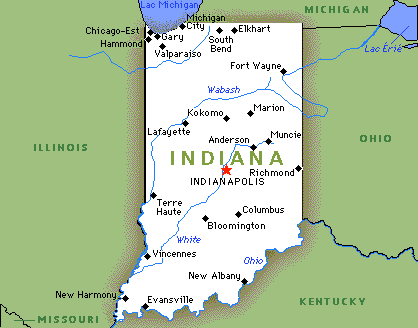 Lac Michigan
MICHIGAN
Michigan
City
Chicago-Est
Gary
Hammond
Valparaiso
South
Bend
Elkhart
Lac Érié
Fort Wayne
Wabash
Kokomo
Marion
Lafayette
Anderson
Muncie
ILLINOIS
OHIO
INDIANA
INDIANAPOLIS
Richmond
Terre
Haute
Columbus
Bloomington
White
Vincennes
Ohio
New Albany
New Harmony
Evansville
KENTUCKY
MISSOURI